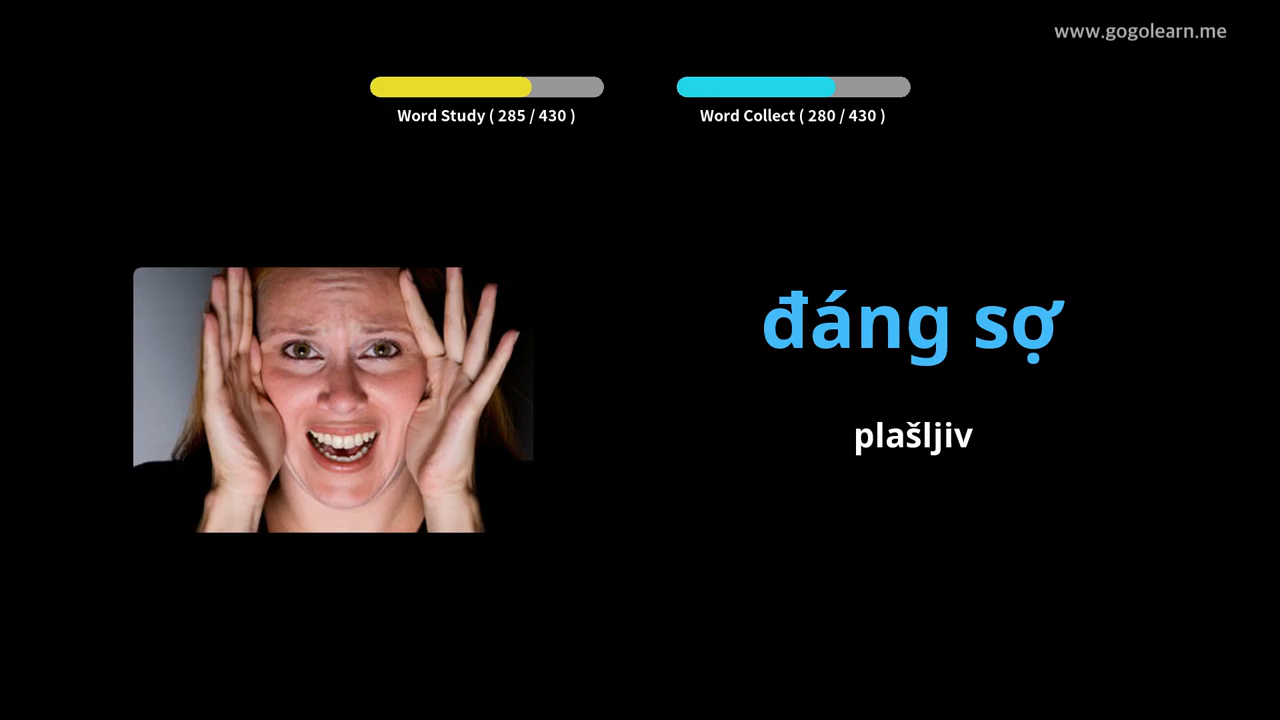 www.gogolearn.me
Word Study ( 285 / 430 )
Word Collect ( 280 / 430 )
đáng sợ
plašljiv